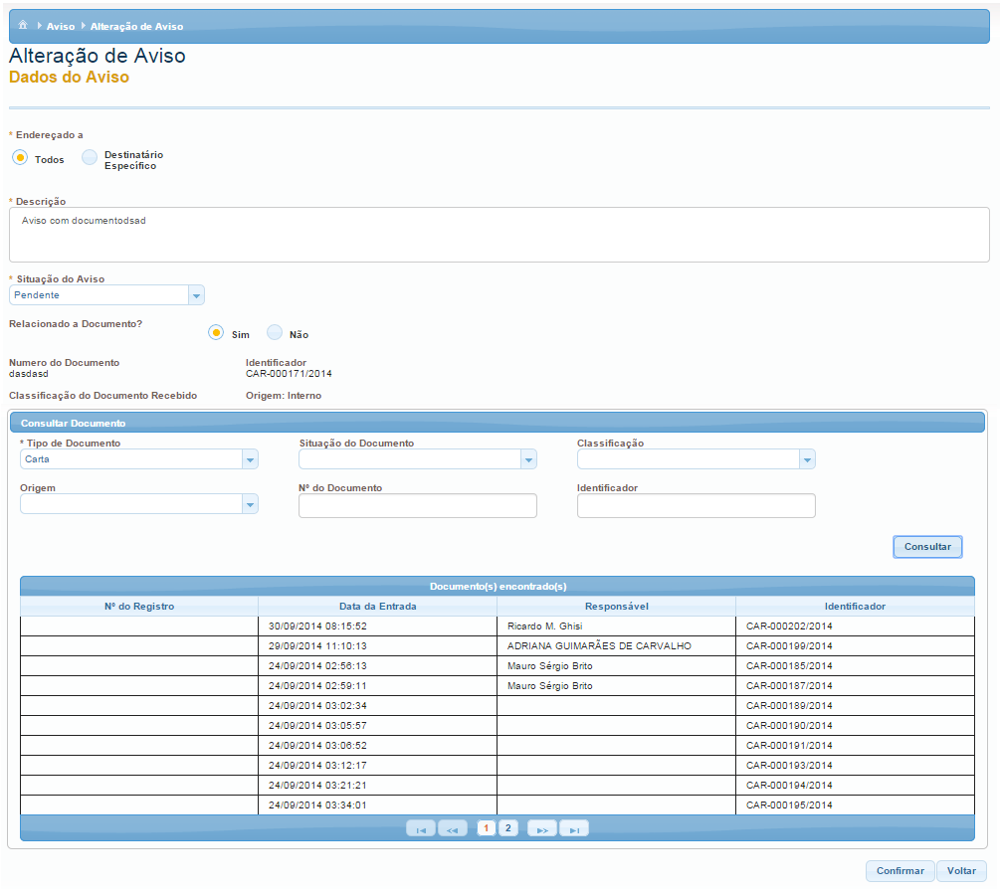 Aviso Alteração de Aviso
Alteração de Aviso
Dados do Aviso
* Endereçado a
Todos
Destinatário
Específico
* Descrição
Aviso com documentodsad
* Situação do Aviso
Pendente
Relacionado a Documento?
Sim Não
Numero do Documento Identificador
dasdasd CAR-000171/2014
Classificação do Documento Recebido Origem: Interno
Consultar Documento
* Tipo de Documento Situação do Documento Classificação
Carta
Origem Nº do Documento Identificador
Consultar
Documento(s) encontrado(s)
Nº do Registro Data da Entrada Responsável Identificador
30/09/2014 08:15:52 Ricardo M. Ghisi CAR-000202/2014
29/09/2014 11:10:13 ADRIANA GUIMARÃES DE CARVALHO CAR-000199/2014
24/09/2014 02:56:13 Mauro Sérgio Brito CAR-000185/2014
24/09/2014 02:59:11 Mauro Sérgio Brito CAR-000187/2014
24/09/2014 03:02:34 CAR-000189/2014
24/09/2014 03:05:57 CAR-000190/2014
24/09/2014 03:06:52 CAR-000191/2014
24/09/2014 03:12:17 CAR-000193/2014
24/09/2014 03:21:21 CAR-000194/2014
24/09/2014 03:34:01 CAR-000195/2014
1 2
Confirmar Voltar